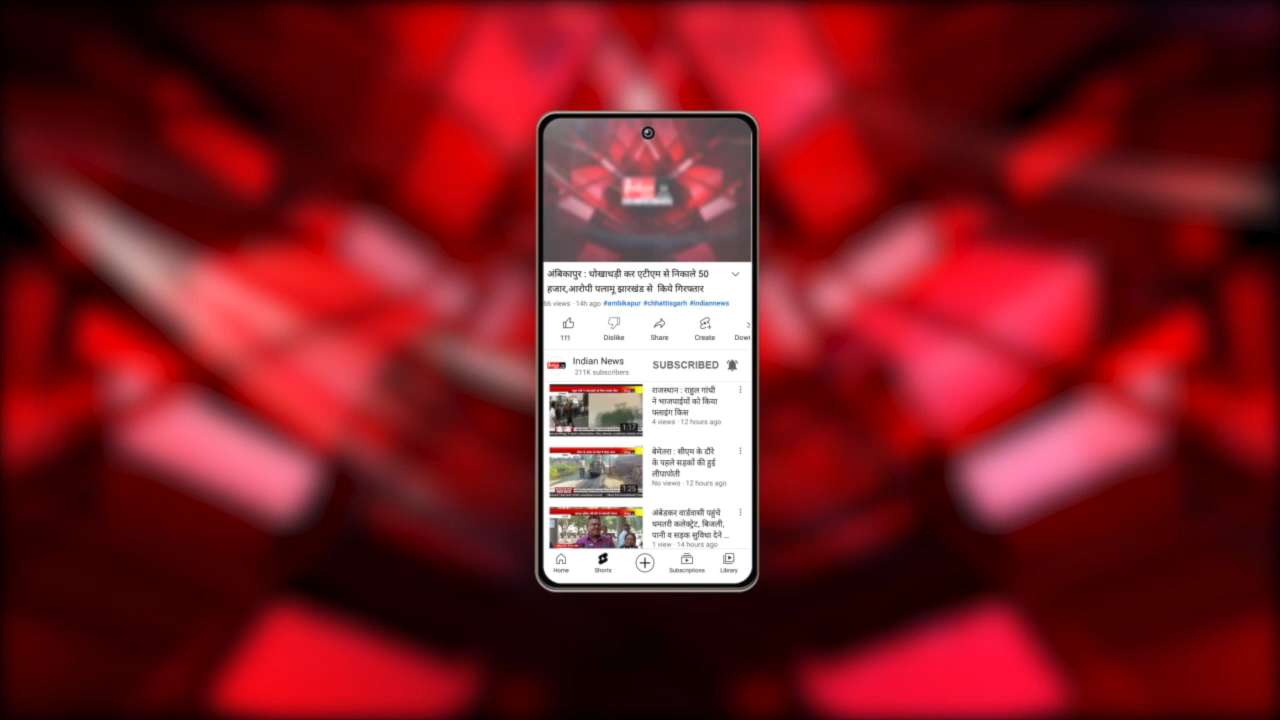 अंबिकापुर : धोखाधड़ी कर एटीएम से निकाले 50
हजार,आरोपी पलामू झारखंड से किये गिरफ्तार
66 views · 14h ago #ambikapur #chhattisgarh #indiannews
111
Dislike
Share
Create
Dow
Indian News
211K subscribers
SUBSCRIBED
राजस्थान : राहुल गांधी
ने भाजपाईयों को किया
फ्लाइंग किस
4 views · 12 hours ago
1:17
बेमेतरा : सीएम के दौरे
के पहले सड़कों की हुई
लीपापोती
No views · 12 hours ago
1:25
अंबेडकर वार्डवासी पहुंचे
धमतरी कलेक्ट्रेट, बिजली,
पानी व सड़क सुविधा देने ...
1 view · 14 hours ago
Home
Shorts
Subscriptions
Library